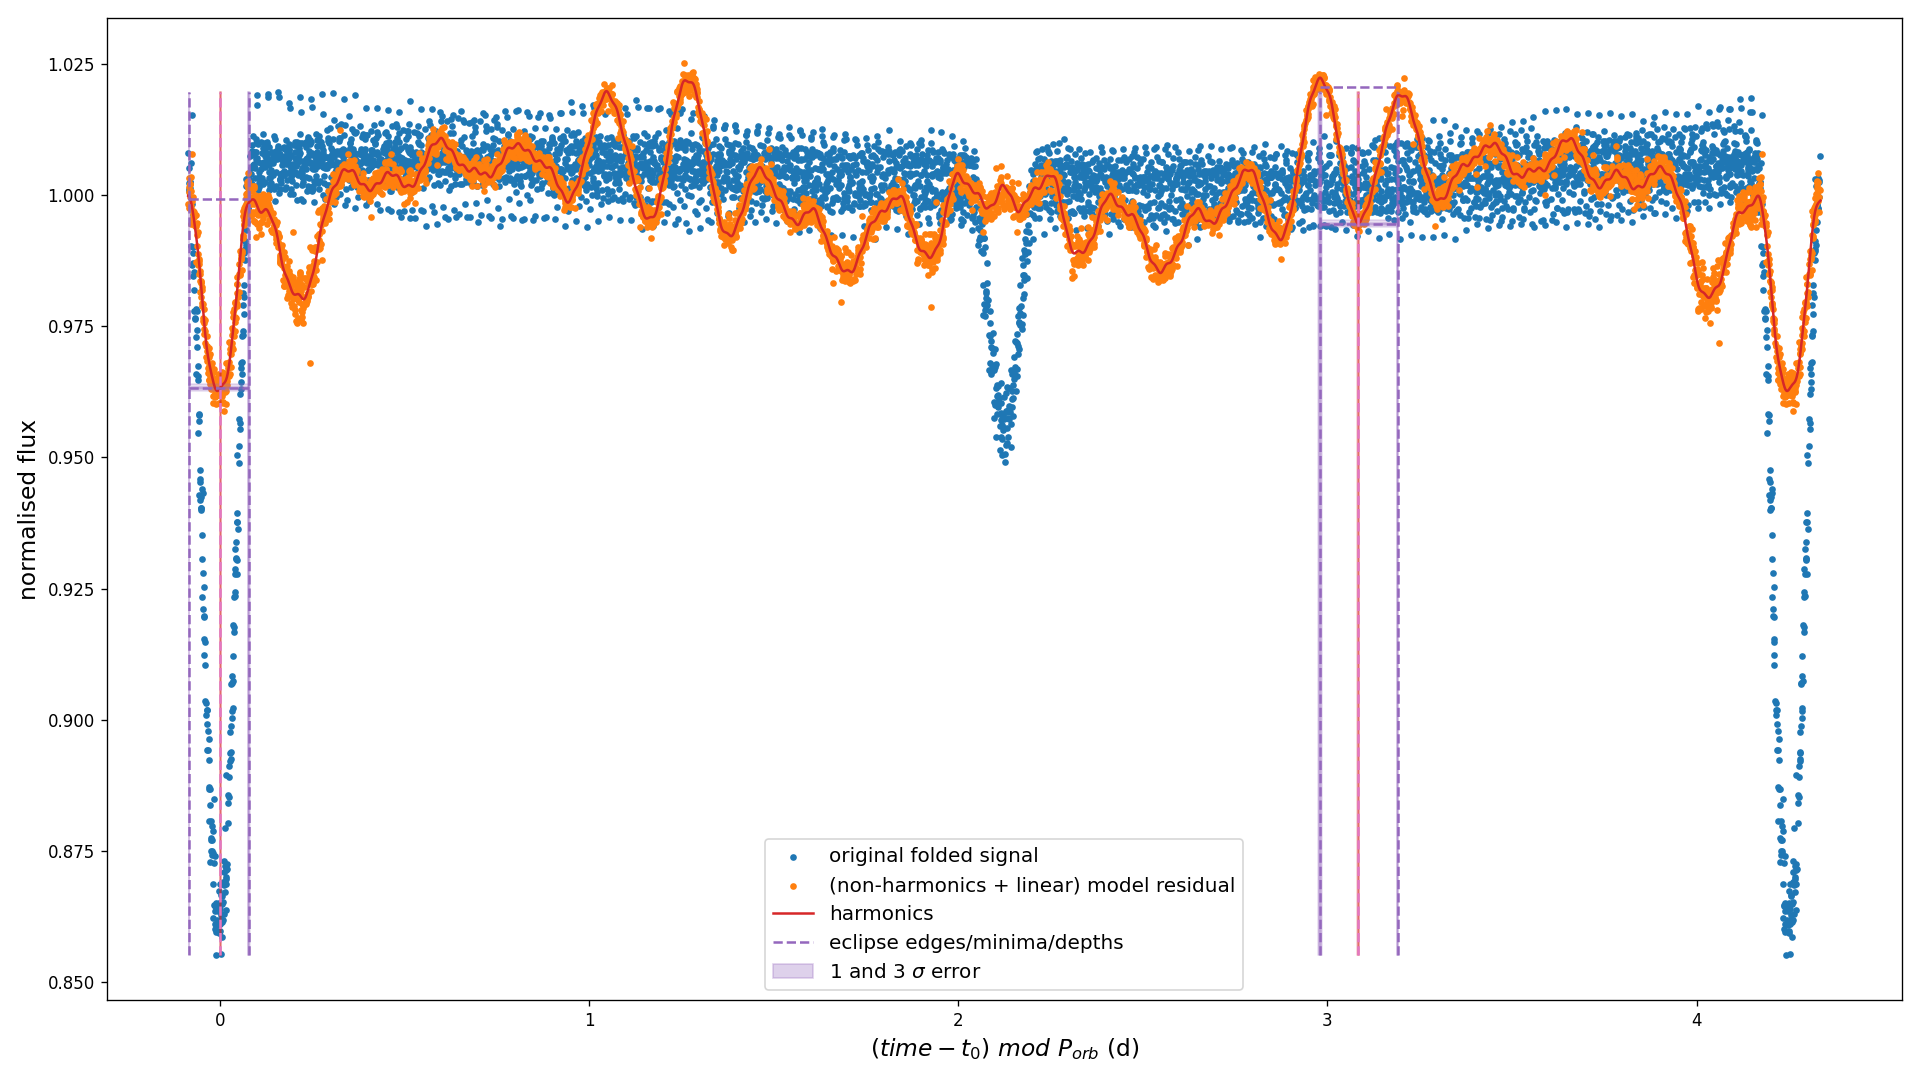 normalised flux
1.025
1.000
0.975
0.950
0.925
0.900
0.875
0.850
original folded signal
(non-harmonics + linear) model residual
harmonics
eclipse edges/minima/depths
1 and 3 σ error
0 1 2 3 4
(time − t₀) mod Pₒᵣb (d)